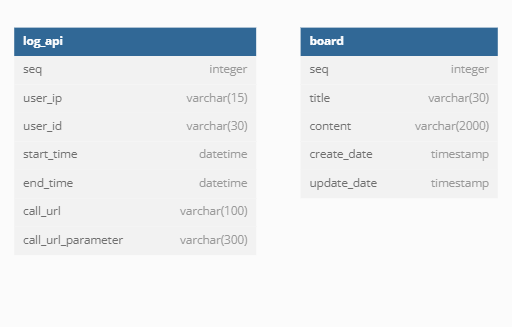 log_api
seq integer
user_ip varchar(15)
user_id varchar(30)
start_time datetime
end_time datetime
call_url varchar(100)
call_url_parameter varchar(300)
board
seq integer
title varchar(30)
content varchar(2000)
create_date timestamp
update_date timestamp